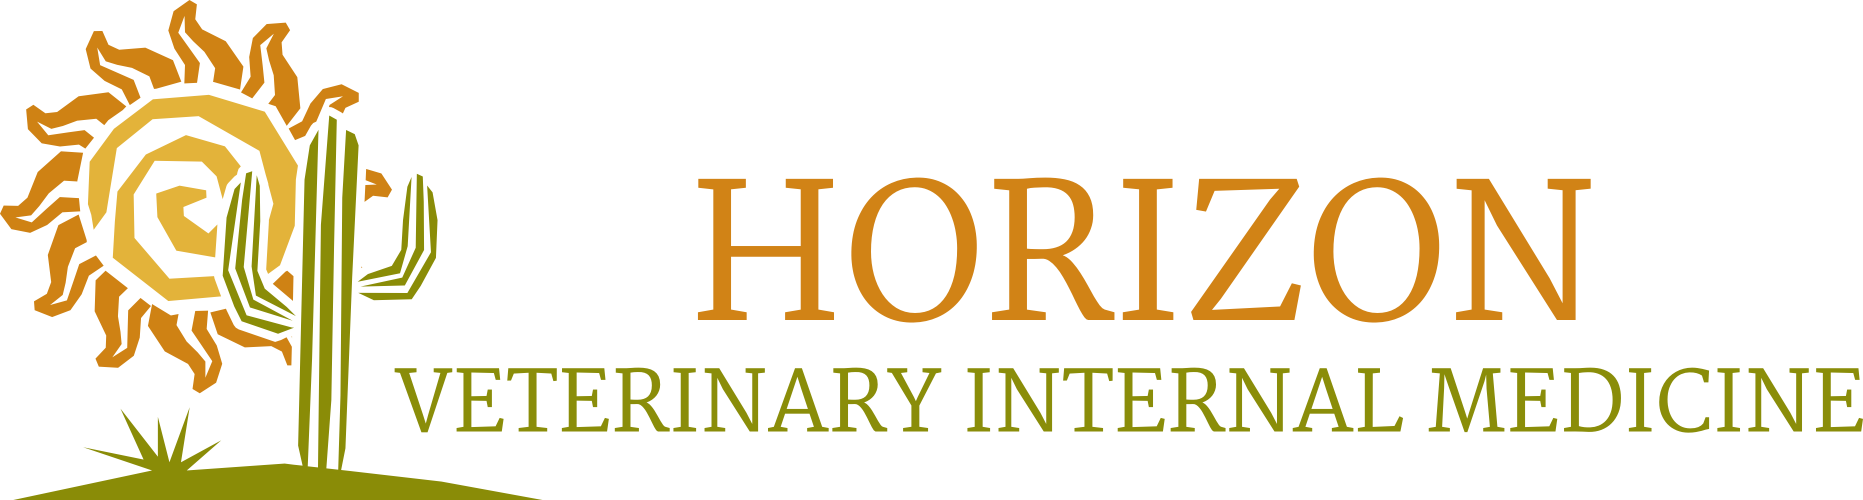 HORIZON
VETERINARY INTERNAL MEDICINE